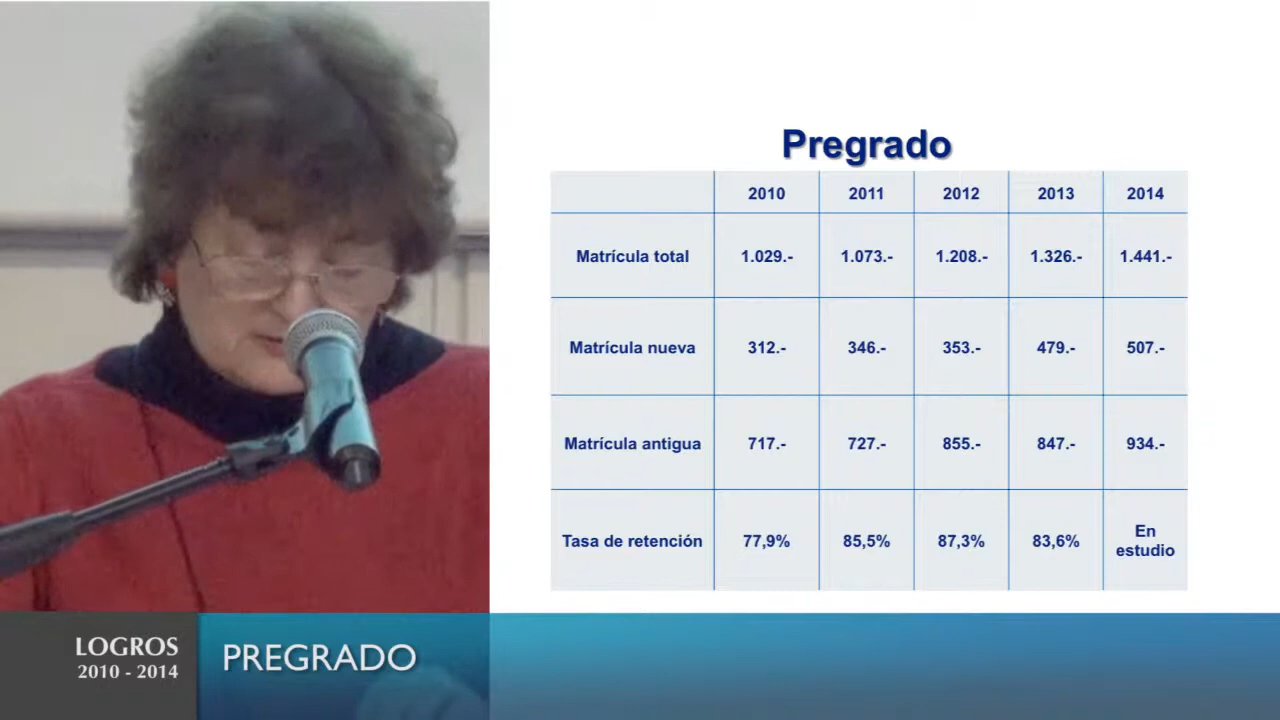 Pregrado
2010 2011 2012 2013 2014
Matrícula total 1.029.- 1.073.- 1.208.- 1.326.- 1.441.-
Matrícula nueva 312.- 346.- 353.- 479.- 507.-
Matrícula antigua 717.- 727.- 855.- 847.- 934.-
Tasa de retención 77,9% 85,5% 87,3% 83,6% En estudio
LOGROS
2010 - 2014
PREGRADO